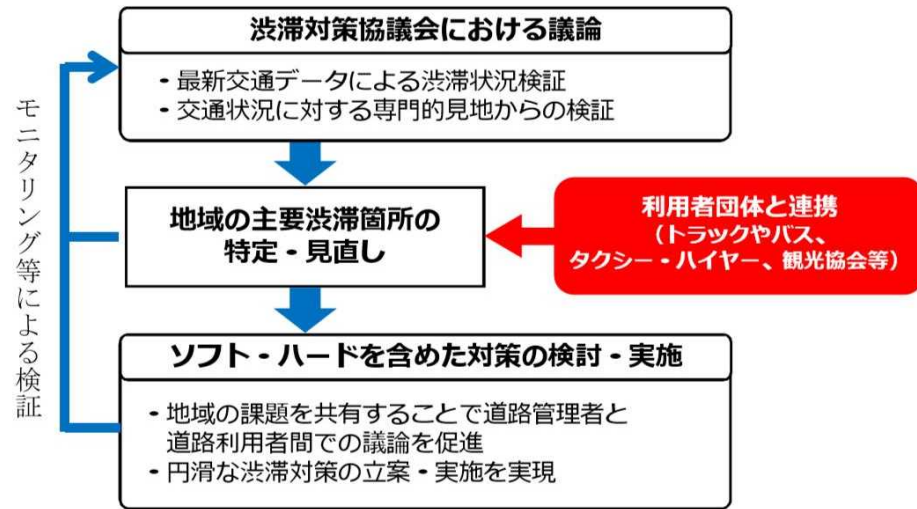 渋滞対策協議会における議論
・最新交通データによる渋滞状況検証
・交通状況に対する専門的見地からの検証
モニタリング等による検証
地域の主要渋滞箇所の
特定・見直し
利用者団体と連携
（トラックやバス、
タクシー・ハイヤー、観光協会等）
ソフト・ハードを含めた対策の検討・実施
・地域の課題を共有することで道路管理者と
道路利用者間での議論を促進
・円滑な渋滞対策の立案・実施を実現